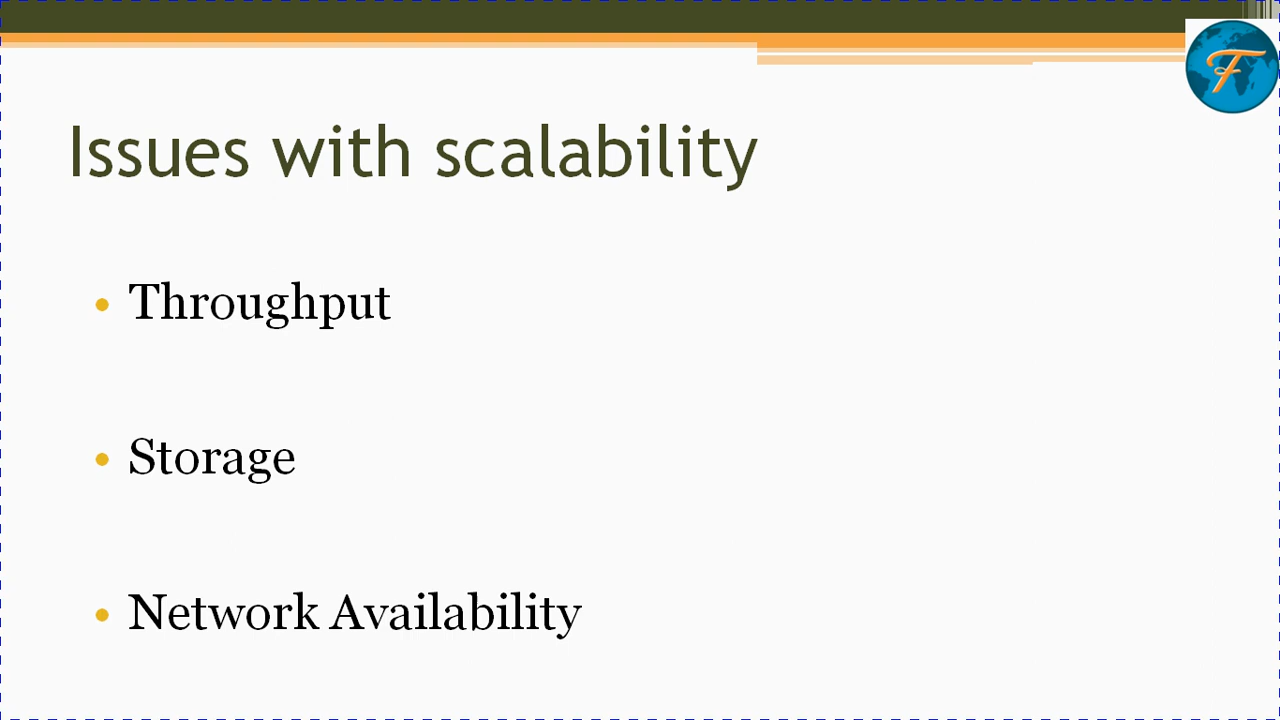 Issues with scalability
• Throughput
• Storage
• Network Availability